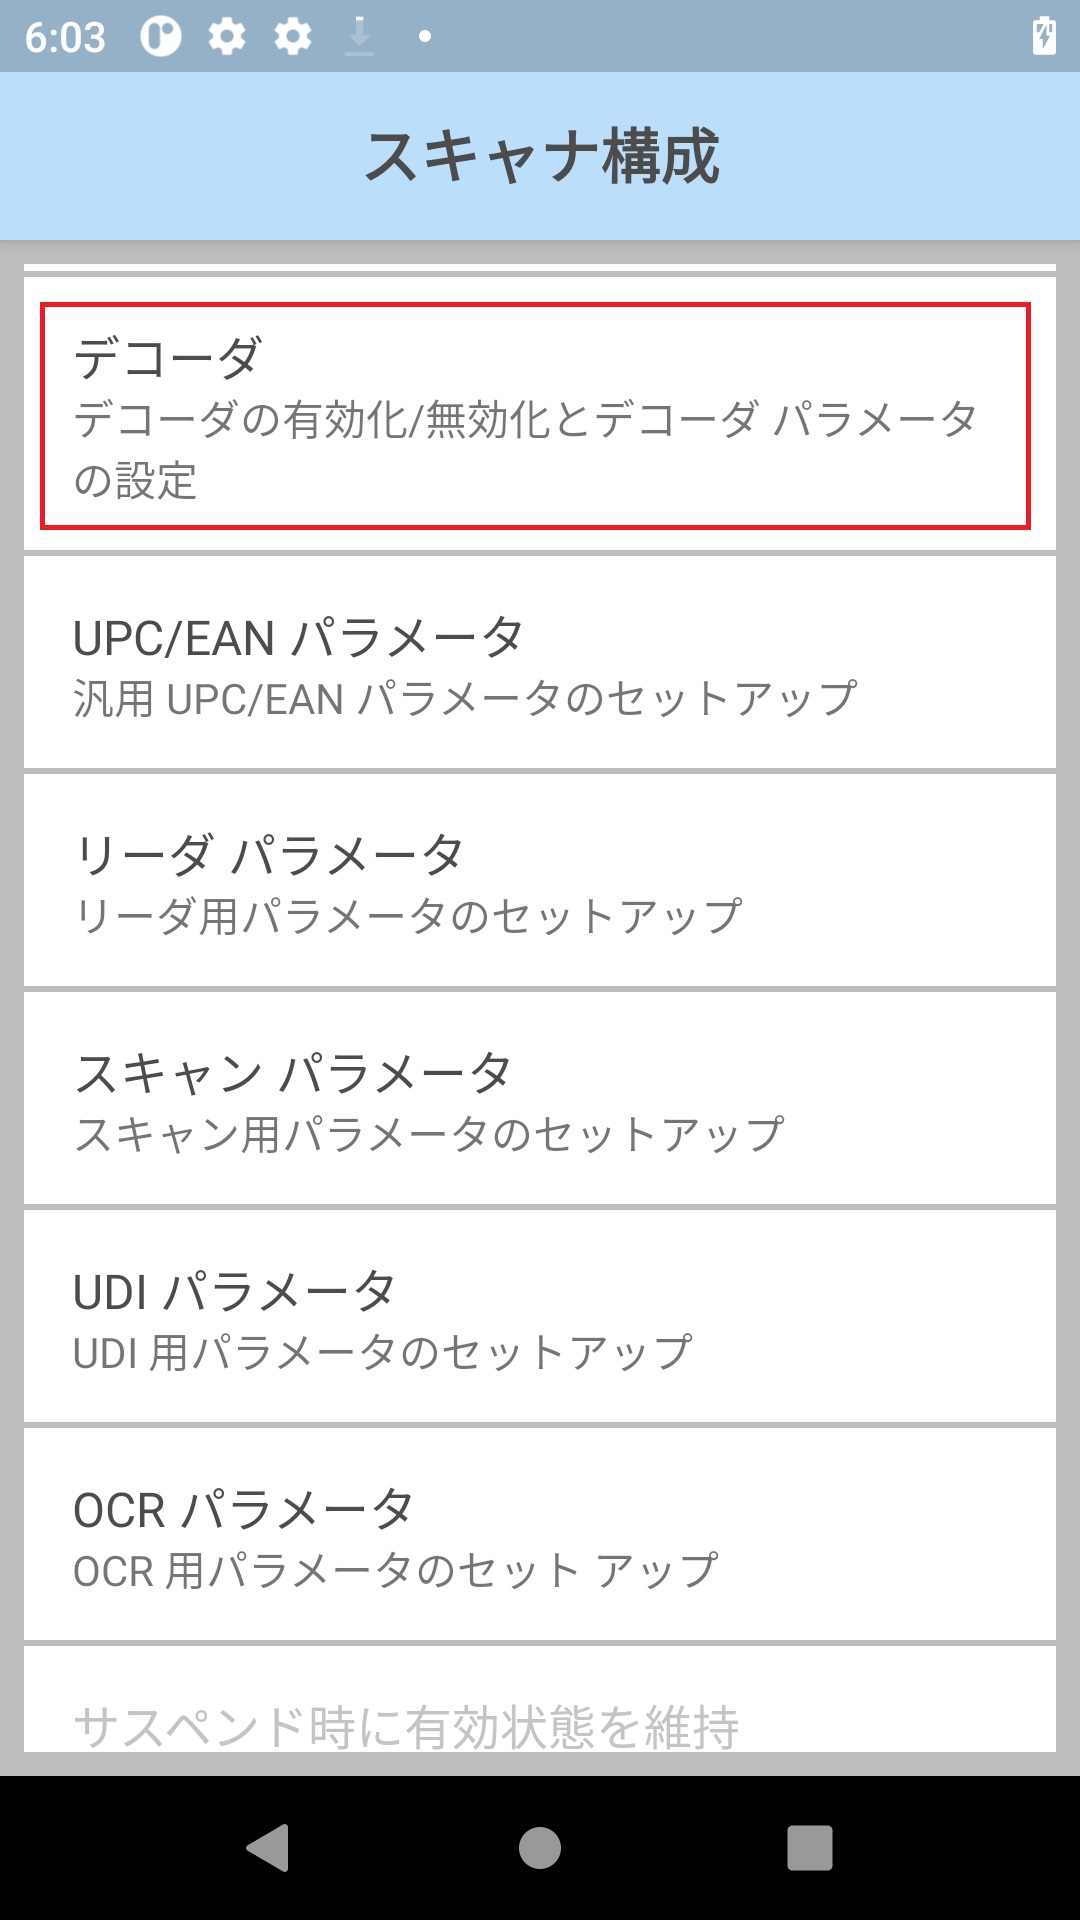 6:03
スキャナ構成
デコーダ
デコーダの有効化/無効化とデコーダ パラメータ
の設定
UPC/EAN パラメータ
汎用 UPC/EAN パラメータのセットアップ
リーダ パラメータ
リーダ用パラメータのセットアップ
スキャン パラメータ
スキャン用パラメータのセットアップ
UDI パラメータ
UDI 用パラメータのセットアップ
OCR パラメータ
OCR 用パラメータのセット アップ
サスペンド時に有効状態を維持